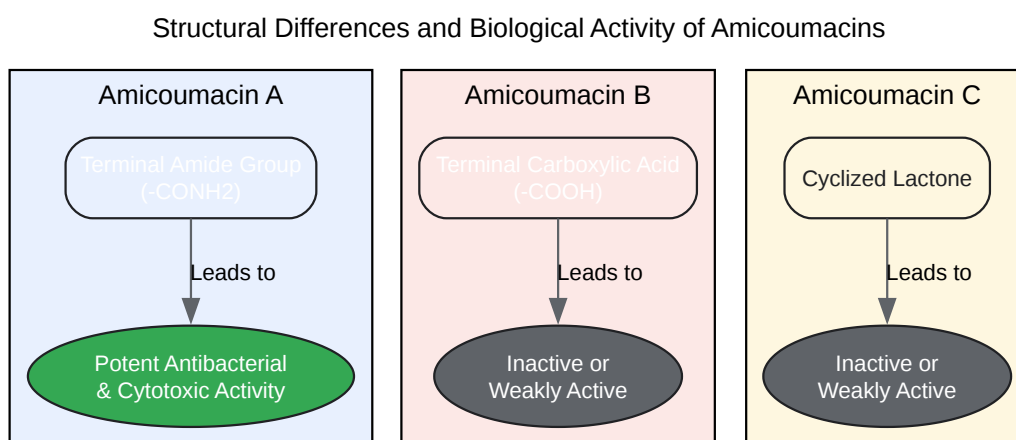 Structural Differences and Biological Activity of Amicoumacins
Amicoumacin A
Terminal Amide Group
(-CONH2)
Leads to
Potent Antibacterial
& Cytotoxic Activity
Amicoumacin B
Terminal Carboxylic Acid
(-COOH)
Leads to
Inactive or
Weakly Active
Amicoumacin C
Cyclized Lactone
Leads to
Inactive or
Weakly Active